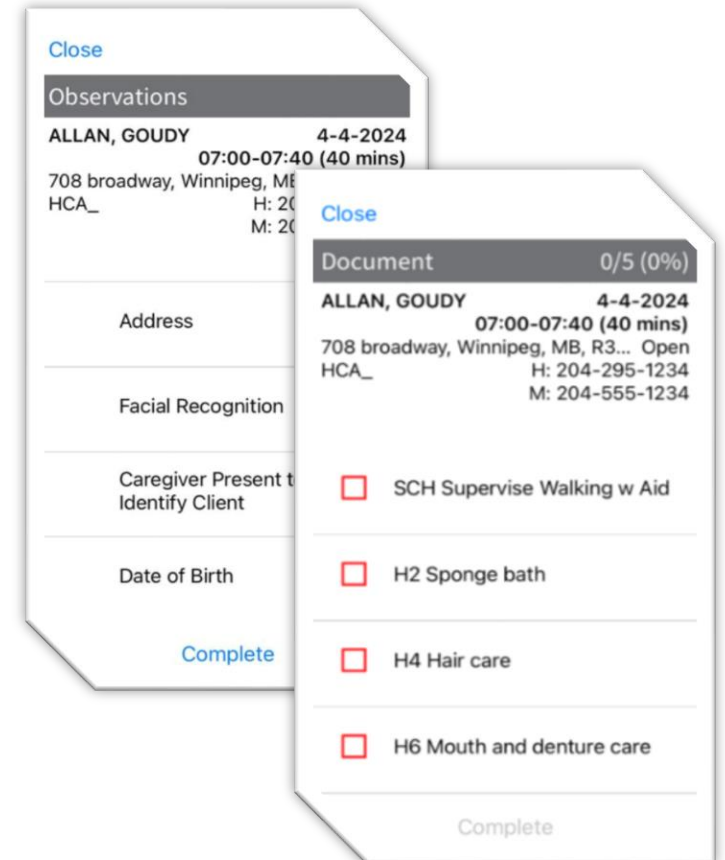 Close
Observations
ALLAN, GOUDY 4-4-2024
07:00-07:40 (40 mins)
708 broadway, Winnipeg,
HCA_ H:
M:
Address
Facial Recognition
Caregiver Present
Identify Client
Date of Birth
Complete
Close
Document 0/5 (0%)
ALLAN, GOUDY 4-4-2024
07:00-07:40 (40 mins)
708 broadway, Winnipeg, MB, R3... Open
HCA_ H: 204-295-1234
M: 204-555-1234
SCH Supervise Walking w Aid
H2 Sponge bath
H4 Hair care
H6 Mouth and denture care
Complete